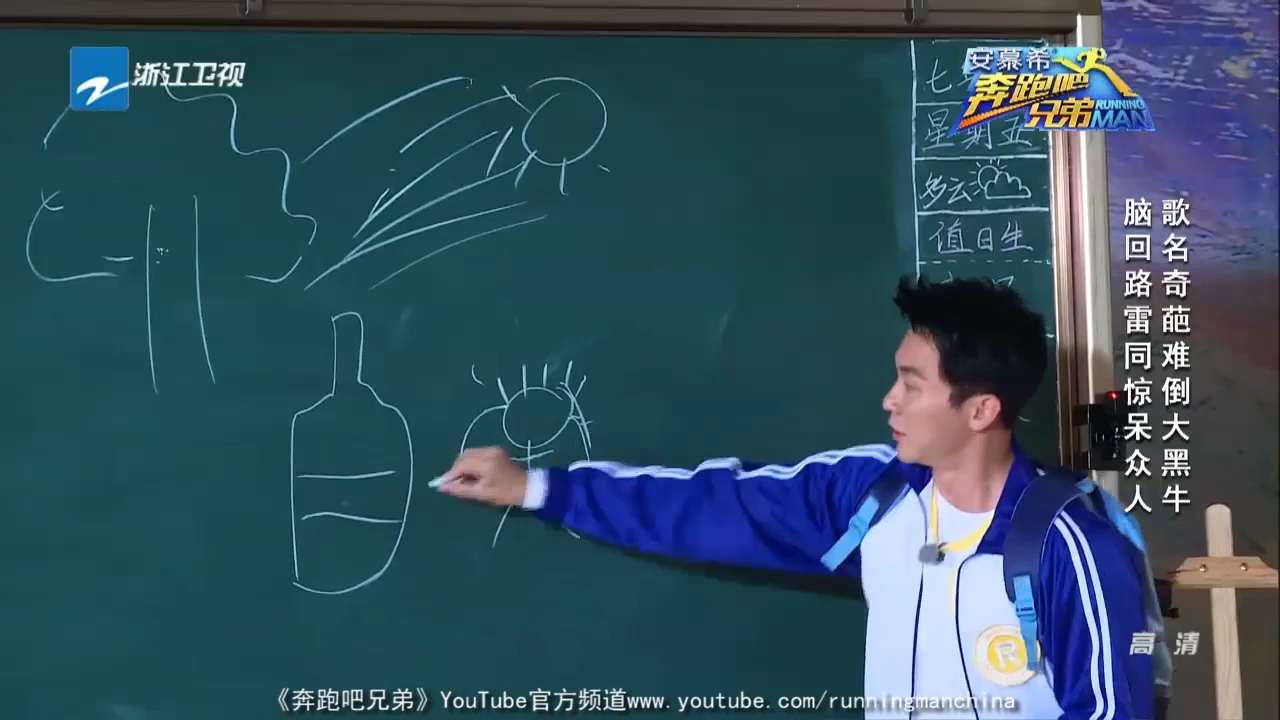 浙江卫视
安慕希
奔跑吧
兄弟
RUNNING
MAN
七
星期五
多云
值日生
歌名奇葩难倒大黑牛
脑回路雷同惊呆众人
R
高清
《奔跑吧兄弟》YouTube官方频道www.youtube.com/runningmanchina